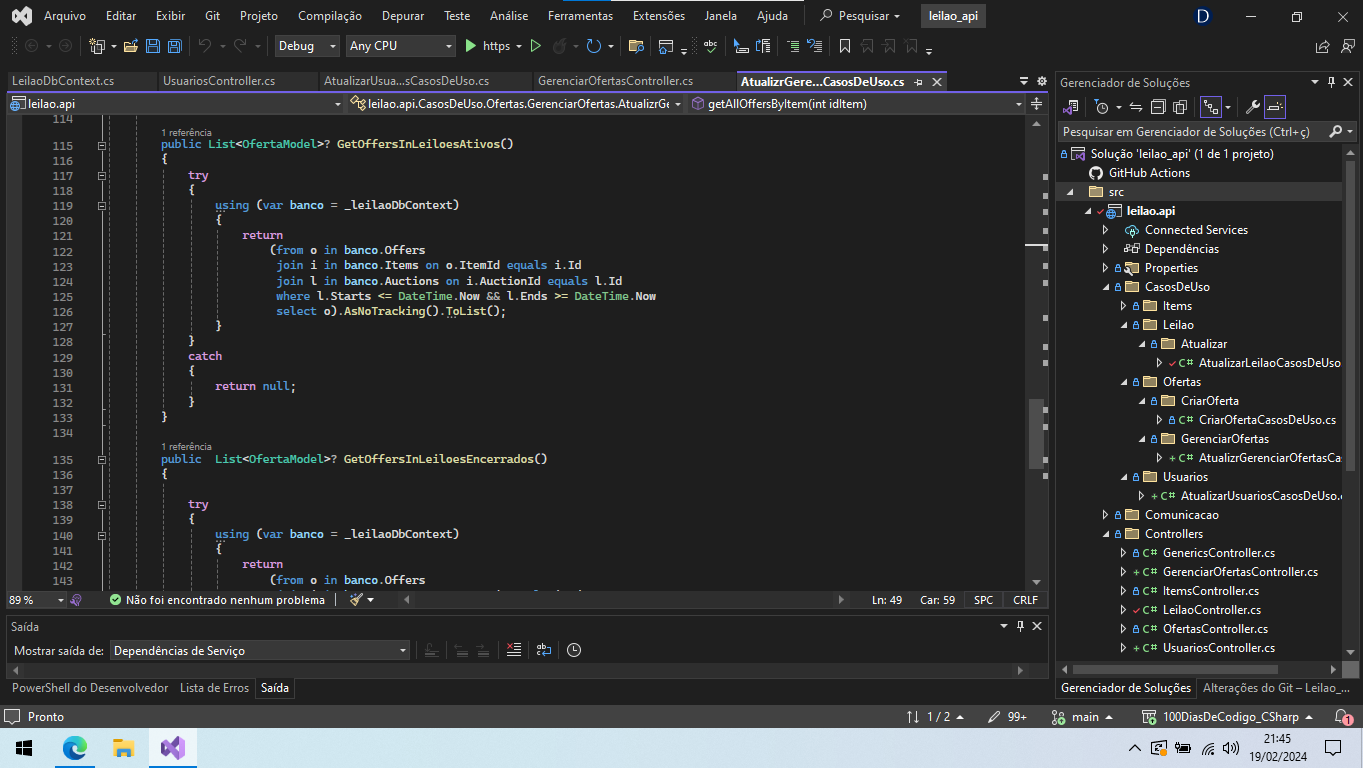 Arquivo Editar Exibir Git Projeto Compilação Depurar Teste Análise Ferramentas Extensões Janela Ajuda Pesquisar leilao_api D
Debug Any CPU https
LeilaoDbContext.cs UsuariosController.cs AtualizarUsua...sCasosDeUso.cs GerenciarOfertasController.cs AtualizrGere...CasosDeUso.cs
leilao.api leilao.api.CasosDeUso.Ofertas.GerenciarOfertas.AtualizrGe getAllOffersByItem(int idItem)
114
1 referência
115 public List<OfertaModel>? GetOffersInLeiloesAtivos()
116 {
117 try
118 {
119 using (var banco = _leilaoDbContext)
120 {
121 return
122 (from o in banco.Offers
123 join i in banco.Items on o.ItemId equals i.Id
124 join l in banco.Auctions on i.AuctionId equals l.Id
125 where l.Starts <= DateTime.Now && l.Ends >= DateTime.Now
126 select o).AsNoTracking().ToList();
127 }
128 }
129 catch
130 {
131 return null;
132 }
133 }
134
1 referência
135 public List<OfertaModel>? GetOffersInLeiloesEncerrados()
136 {
137
138 try
139 {
140 using (var banco = _leilaoDbContext)
141 {
142 return
143 (from o in banco.Offers
89 % Não foi encontrado nenhum problema Ln: 49 Car: 59 SPC CRLF
Saída
Mostrar saída de: Dependências de Serviço
PowerShell do Desenvolvedor Lista de Erros Saída
Gerenciador de Soluções
Pesquisar em Gerenciador de Soluções (Ctrl+ç)
Solução 'leilao_api' (1 de 1 projeto)
GitHub Actions
src
leilao.api
Connected Services
Dependências
Properties
CasosDeUso
Items
Leilao
Atualizar
C# AtualizarLeilaoCasosDeUso
Ofertas
CriarOferta
C# CriarOfertaCasosDeUso.cs
GerenciarOfertas
+ C# AtualizrGerenciarOfertasCa
Usuarios
+ C# AtualizarUsuariosCasosDeUso.
Comunicacao
Controllers
C# GenericsController.cs
+ C# GerenciarOfertasController.cs
C# ItemsController.cs
C# LeilaoController.cs
C# OfertasController.cs
+ C# UsuariosController.cs
Gerenciador de Soluções Alterações do Git – Leilao_...
Pronto 1 / 2 99+ main 100DiasDeCodigo_CSharp 1
21:45
19/02/2024